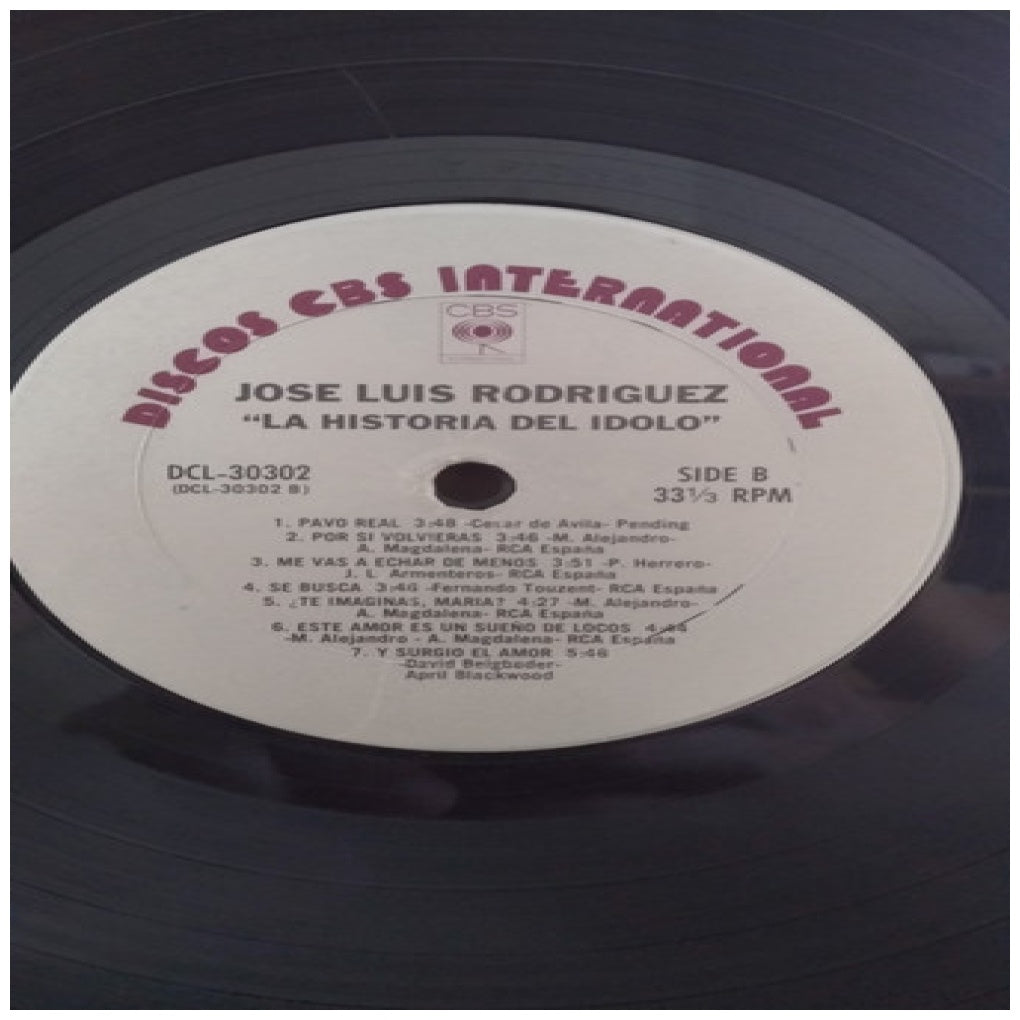 DISCOS CBS INTERNATIONAL
CBS
JOSE LUIS RODRIGUEZ
“LA HISTORIA DEL IDOLO”
DCL-30302
(DCL-30302 B)
SIDE B
33⅓ RPM
1. PAVO REAL 3:48 -Cesar de Avila- Pending
2. POR SI VOLVIERAS 3:46 -M. Alejandro-
A. Magdalena- RCA España
3. ME VAS A ECHAR DE MENOS 3:51 -P. Herrero-
J. L. Armenteros- RCA España
4. SE BUSCA 3:46 -Fernando Touzent- RCA España
5. ¿TE IMAGINAS, MARIA? 4:27 -M. Alejandro-
A. Magdalena- RCA España
6. ESTE AMOR ES UN SUEÑO DE LOCOS 4:44
-M. Alejandro - A. Magdalena- RCA España
7. Y SURGIO EL AMOR 5:46
-David Beigbeder-
April Blackwood